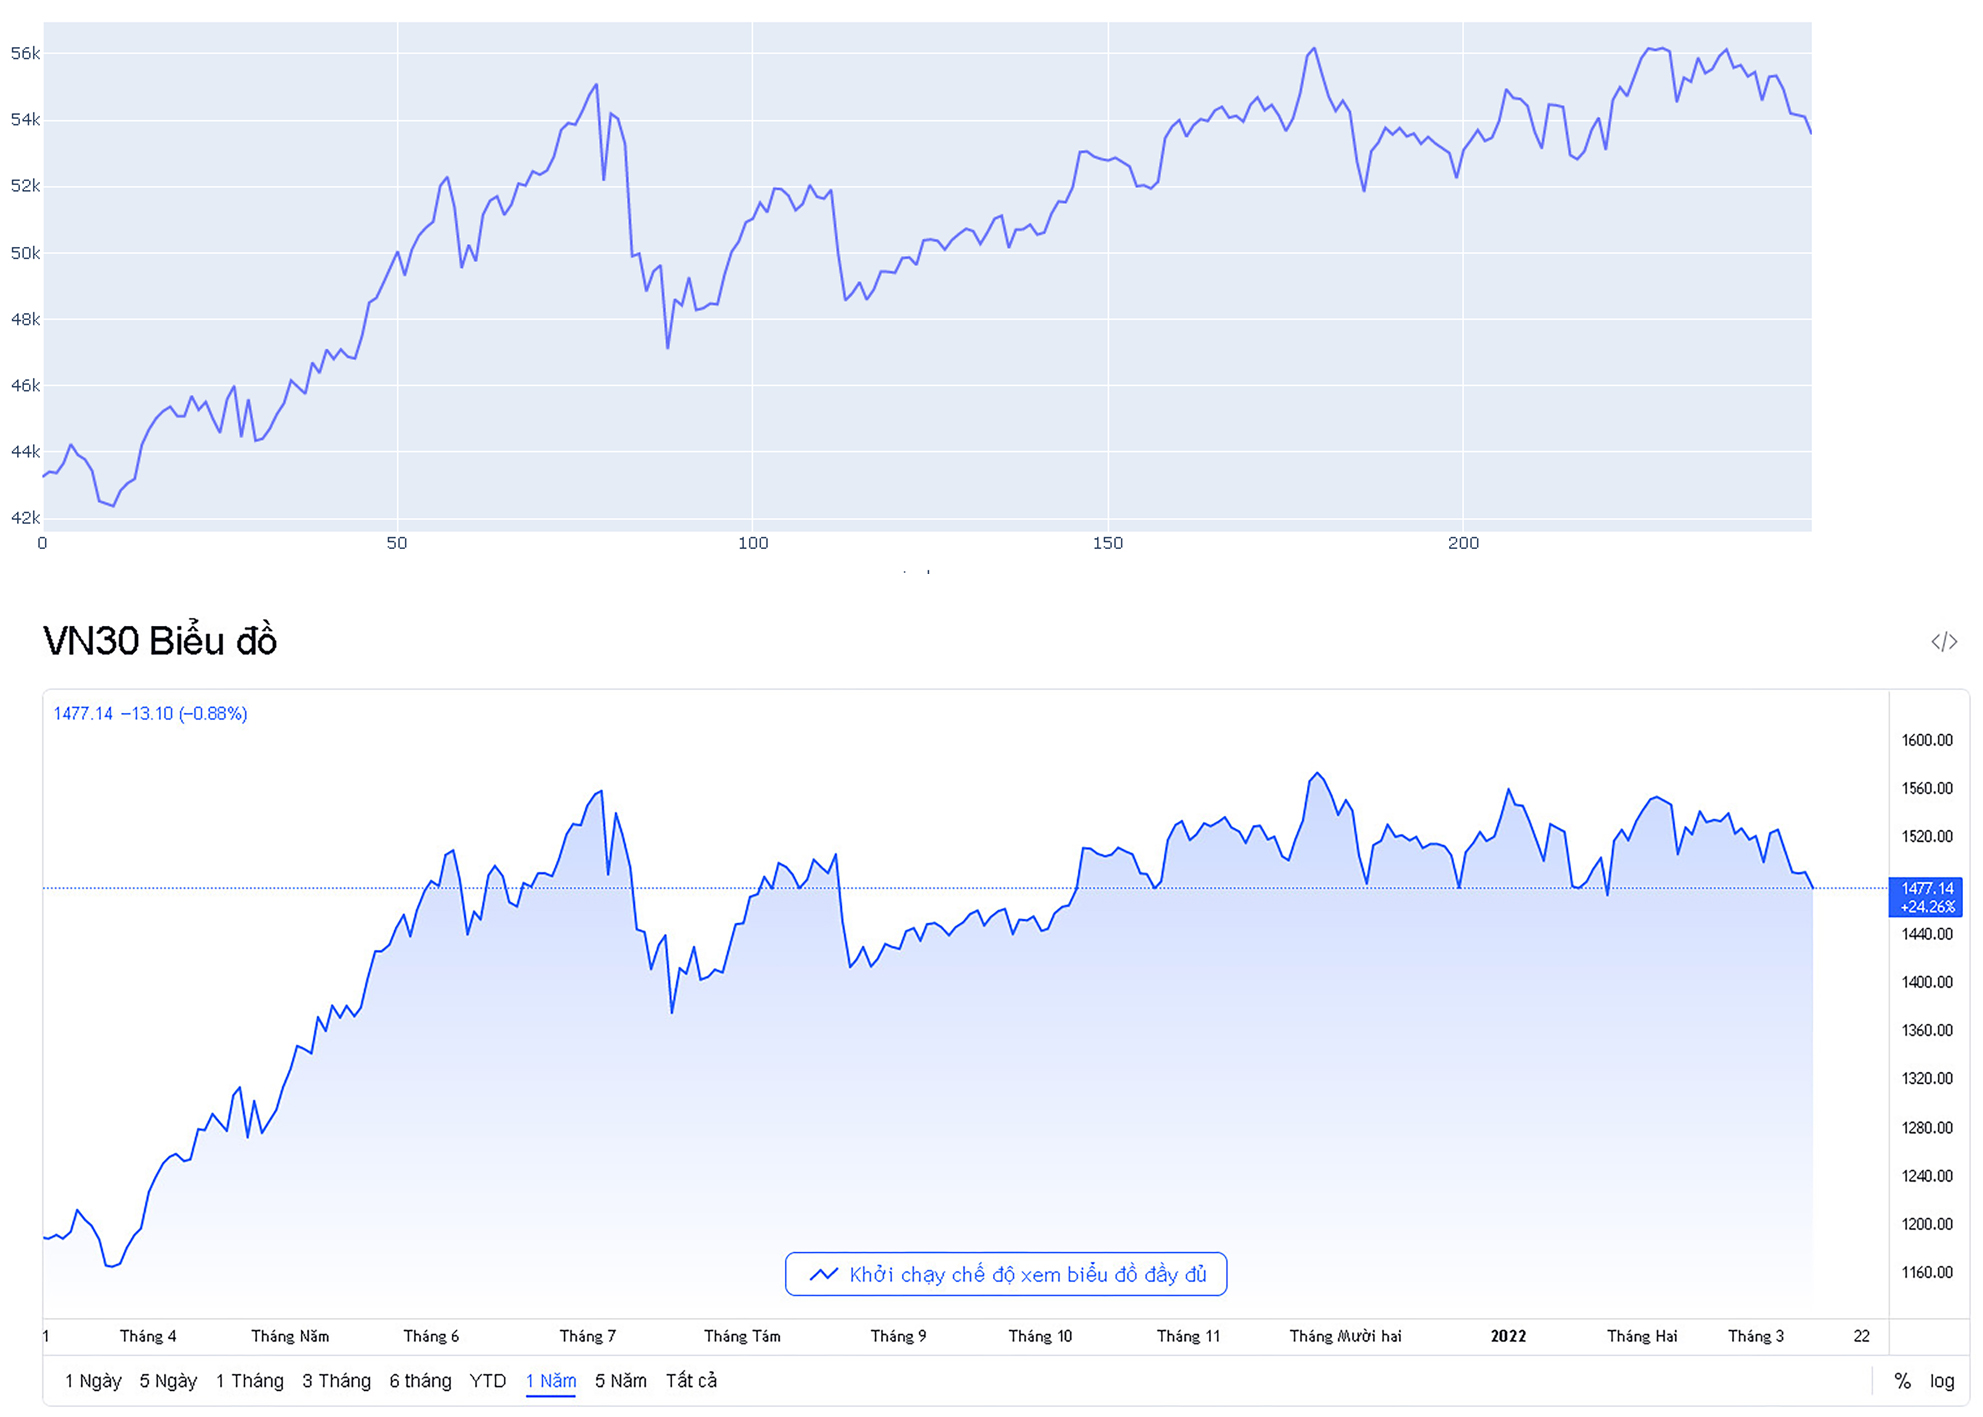 56k
54k
52k
50k
48k
46k
44k
42k
0 50 100 150 200
VN30 Biểu đồ
</>
1477.14 −13.10 (−0.88%)
1600.00
1560.00
1520.00
1477.14
+24.26%
1440.00
1400.00
1360.00
1320.00
1280.00
1240.00
1200.00
1160.00
Khởi chạy chế độ xem biểu đồ đầy đủ
1 Tháng 4 Tháng Năm Tháng 6 Tháng 7 Tháng Tám Tháng 9 Tháng 10 Tháng 11 Tháng Mười hai 2022 Tháng Hai Tháng 3 22
1 Ngày 5 Ngày 1 Tháng 3 Tháng 6 tháng YTD 1 Năm 5 Năm Tất cả % log